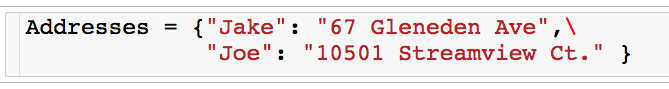 Addresses = {"Jake": "67 Gleneden Ave",\
"Joe": "10501 Streamview Ct." }